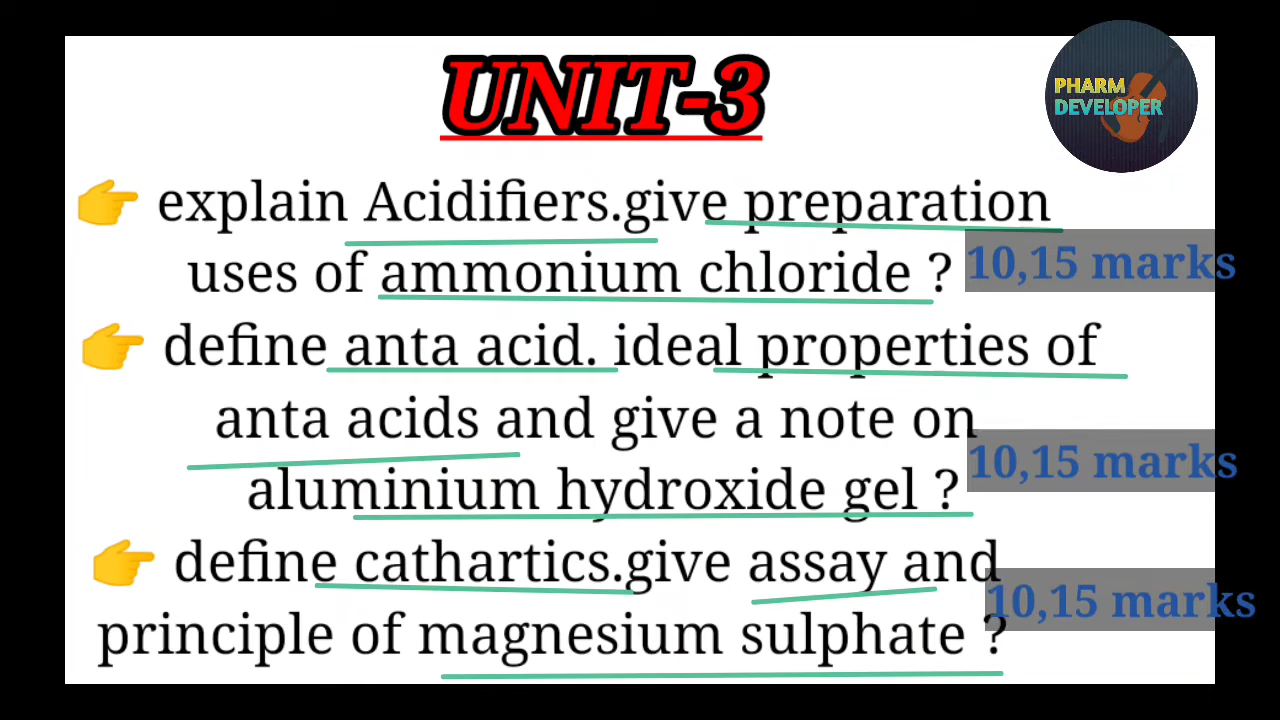 UNIT-3
PHARM
DEVELOPER
👉 explain Acidifiers.give preparation
uses of ammonium chloride ?
10,15 marks
👉 define anta acid. ideal properties of
anta acids and give a note on
10,15 marks
aluminium hydroxide gel ?
👉 define cathartics.give assay and
10,15 marks
principle of magnesium sulphate ?